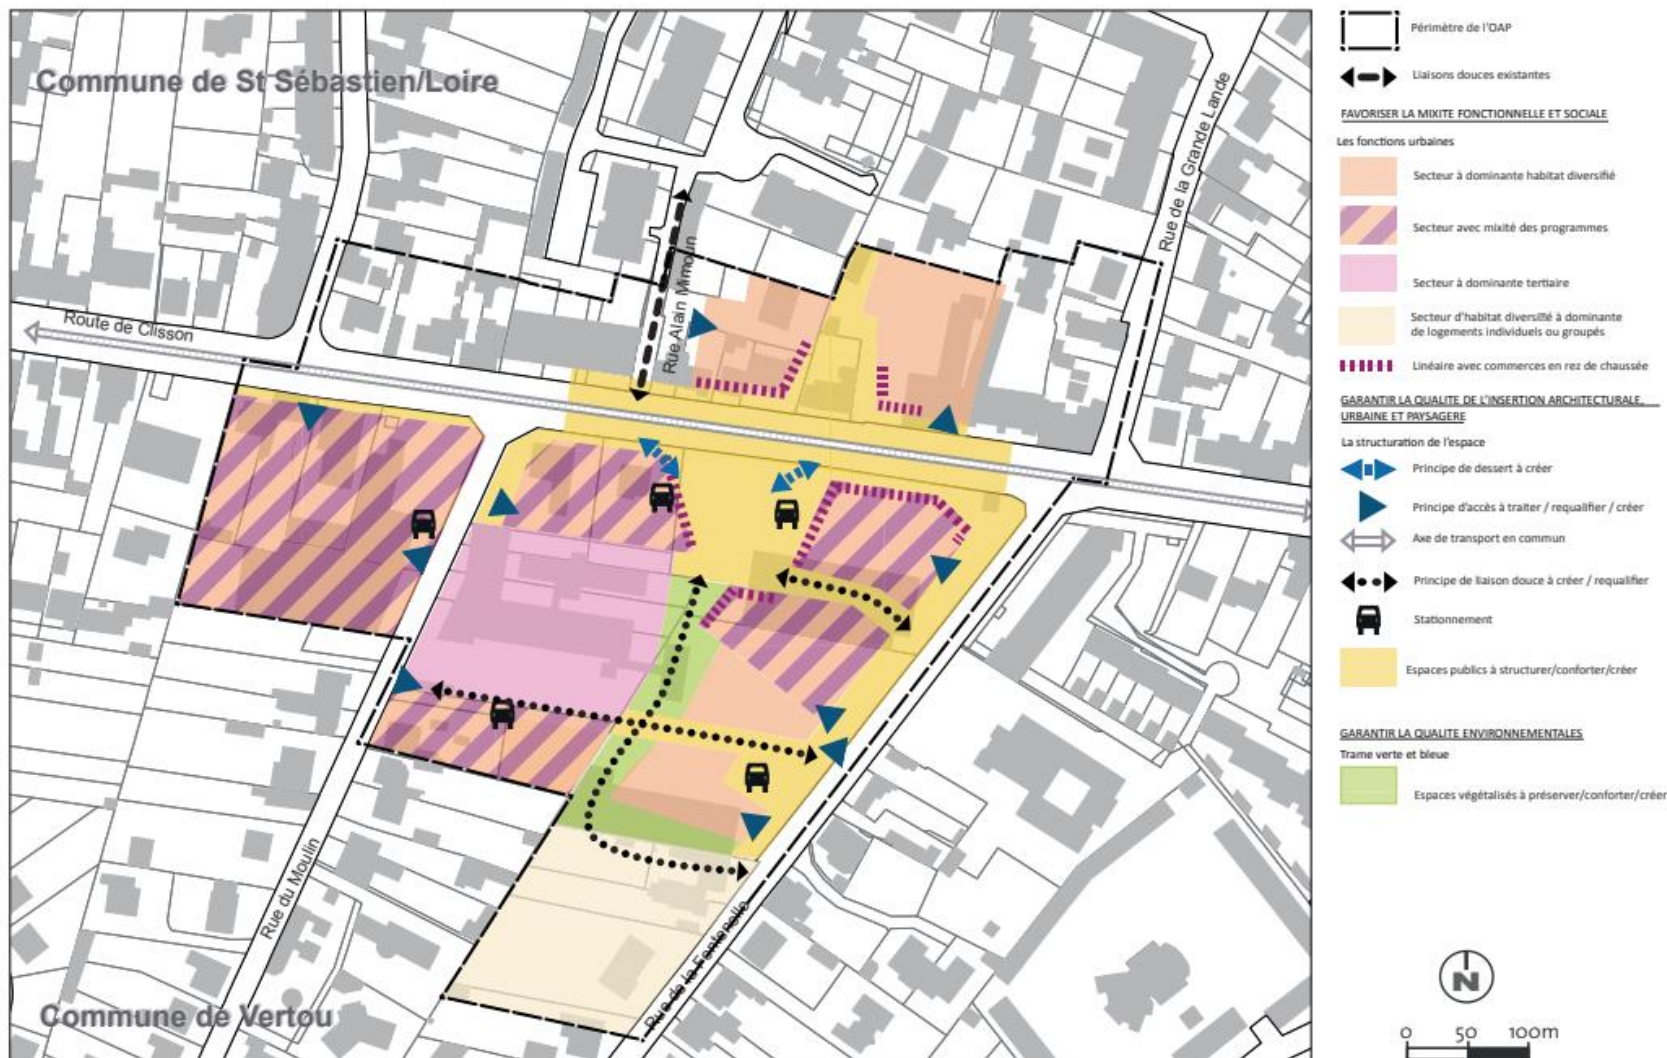 Commune de St Sébastien/Loire
Route de Clisson
Rue Alain Mimoun
Rue de la Grande Lande
Rue du Moulin
Rue de la Fontenelle
Commune de Vertou
Périmètre de l'OAP
Liaisons douces existantes
FAVORISER LA MIXITE FONCTIONNELLE ET SOCIALE
Les fonctions urbaines
Secteur à dominante habitat diversifié
Secteur avec mixité des programmes
Secteur à dominante tertiaire
Secteur d'habitat diversifié à dominante
de logements individuels ou groupés
Linéaire avec commerces en rez de chaussée
GARANTIR LA QUALITE DE L'INSERTION ARCHITECTURALE,
URBAINE ET PAYSAGERE
La structuration de l'espace
Principe de dessert à créer
Principe d'accès à traiter / requalifier / créer
Axe de transport en commun
Principe de liaison douce à créer / requalifier
Stationnement
Espaces publics à structurer/conforter/créer
GARANTIR LA QUALITE ENVIRONNEMENTALES
Trame verte et bleue
Espaces végétalisés à préserver/conforter/créer
N
0 50 100m